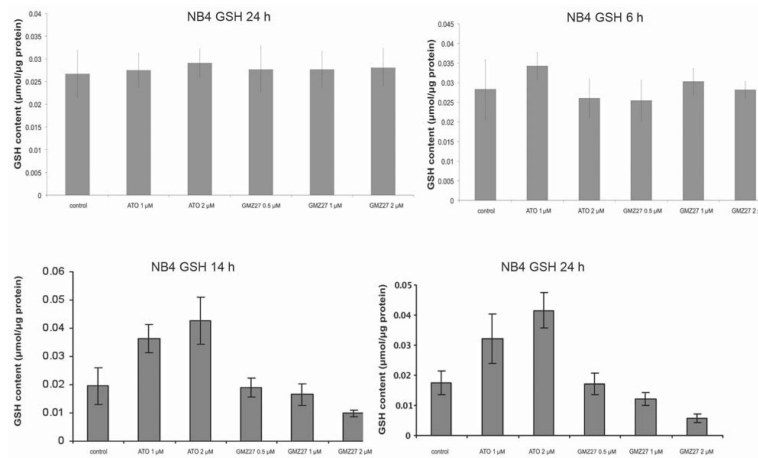 NB4 GSH 24 h
GSH content (µmol/µg protein)
0.04
0.035
0.03
0.025
0.02
0.015
0.01
0.005
0
control
ATO 1 µM
ATO 2 µM
GMZ27 0.5 µM
GMZ27 1 µM
GMZ27 2 µM
NB4 GSH 6 h
GSH content (µmol/µg protein)
0.045
0.04
0.035
0.03
0.025
0.02
0.015
0.01
0.005
0
control
ATO 1 µM
ATO 2 µM
GMZ27 0.5 µM
GMZ27 1 µM
GMZ27 2 µ
NB4 GSH 14 h
GSH content (µmol/µg protein)
0.06
0.05
0.04
0.03
0.02
0.01
0
control
ATO 1 µM
ATO 2 µM
GMZ27 0.5 µM
GMZ27 1 µM
GMZ27 2 µM
NB4 GSH 24 h
GSH content (µmol/µg protein)
0.05
0.04
0.03
0.02
0.01
0
control
ATO 1 µM
ATO 2 µM
GMZ27 0.5 µM
GMZ27 1 µM
GMZ27 2 µM